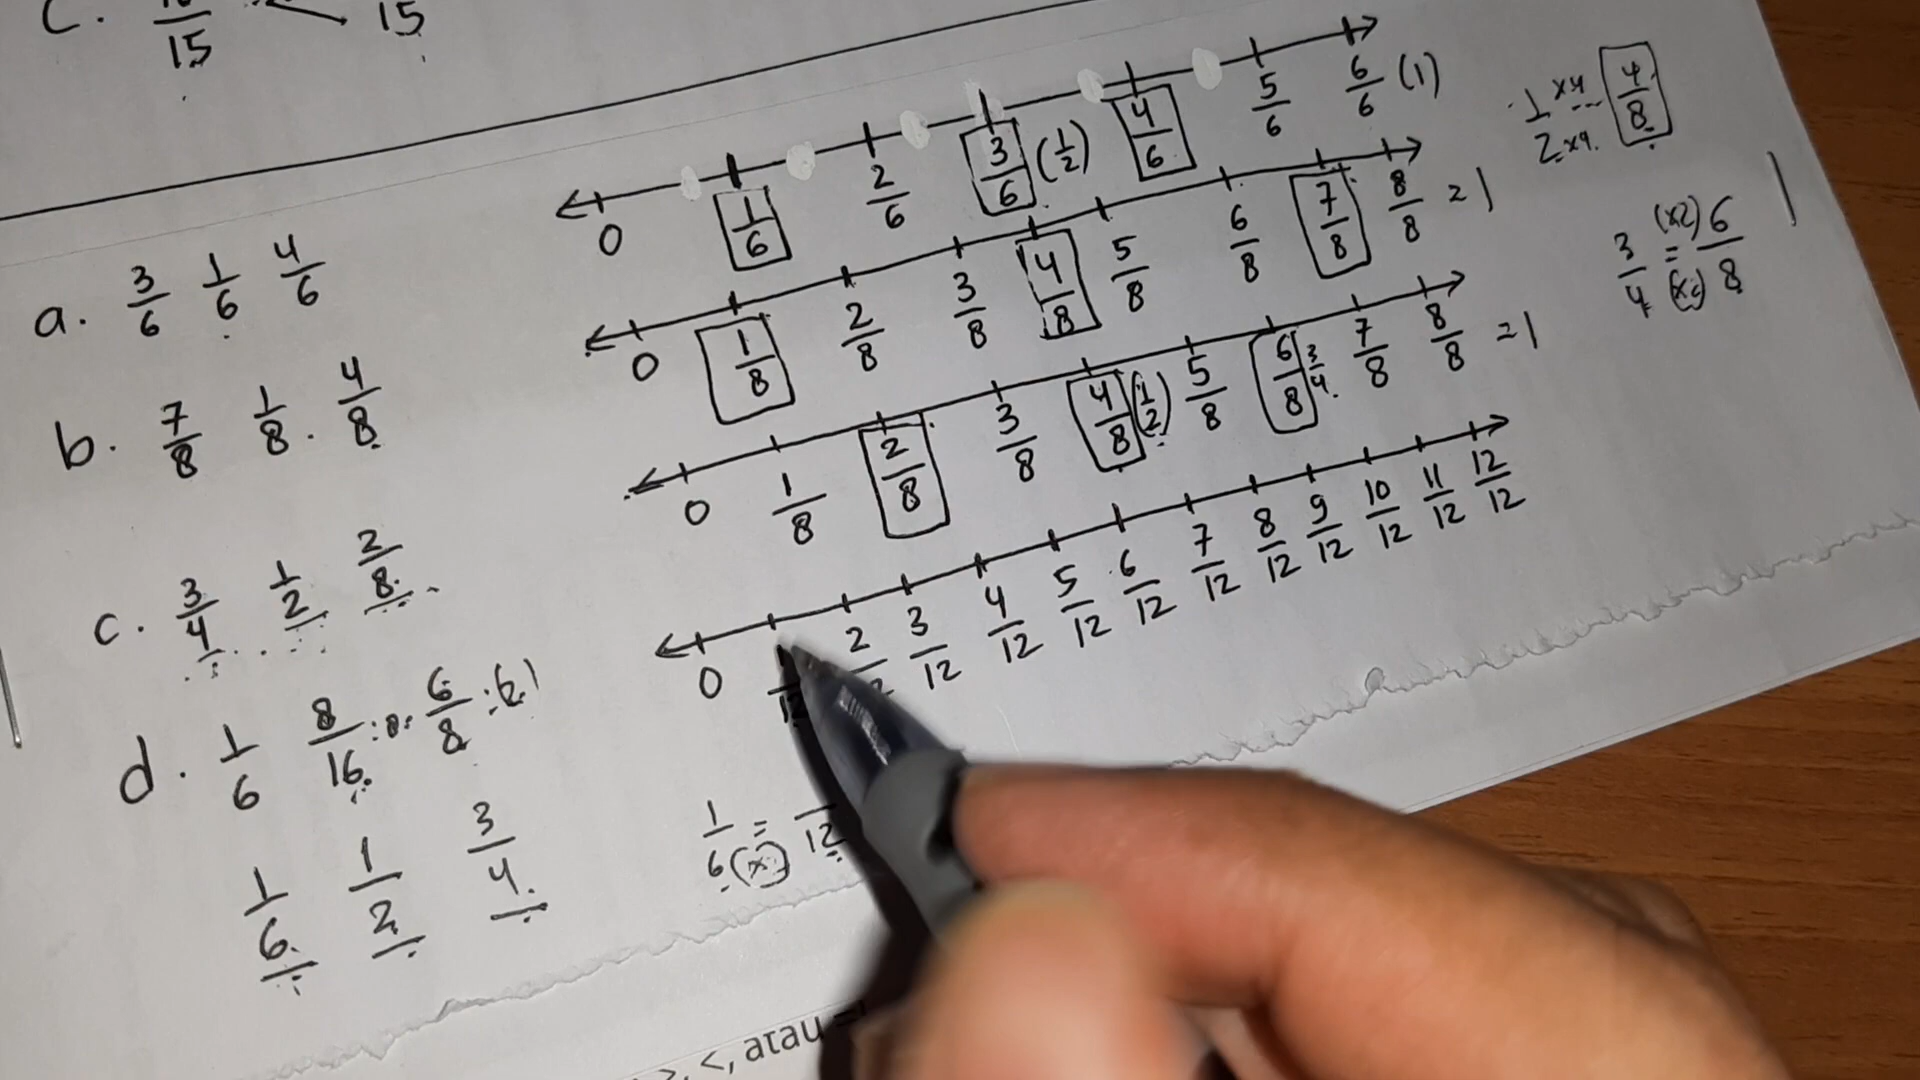 c. 15 15
0 1/6 2/6 3/6 (1/2) 4/6 5/6 6/6 (1)
1 x4 4/8
2 x4
a. 3/6 1/6 4/6
0 1/8 2/8 3/8 4/8 5/8 6/8 7/8 8/8 = 1
3/4 = 6/8 (x2)
b. 7/8 1/8 4/8
0 1/8 2/8 3/8 4/8 (1/2) 5/8 6/8 3/4 7/8 8/8 = 1
c. 3/4 1/2 2/8
0 12 2 3/12 4/12 5/12 6/12 7/12 8/12 9/12 10/12 11/12 12/12
d. 1/6 8/16 6/8 :(2)
1/6 1/2 3/4
1/6 (x) = /12
<, atau =